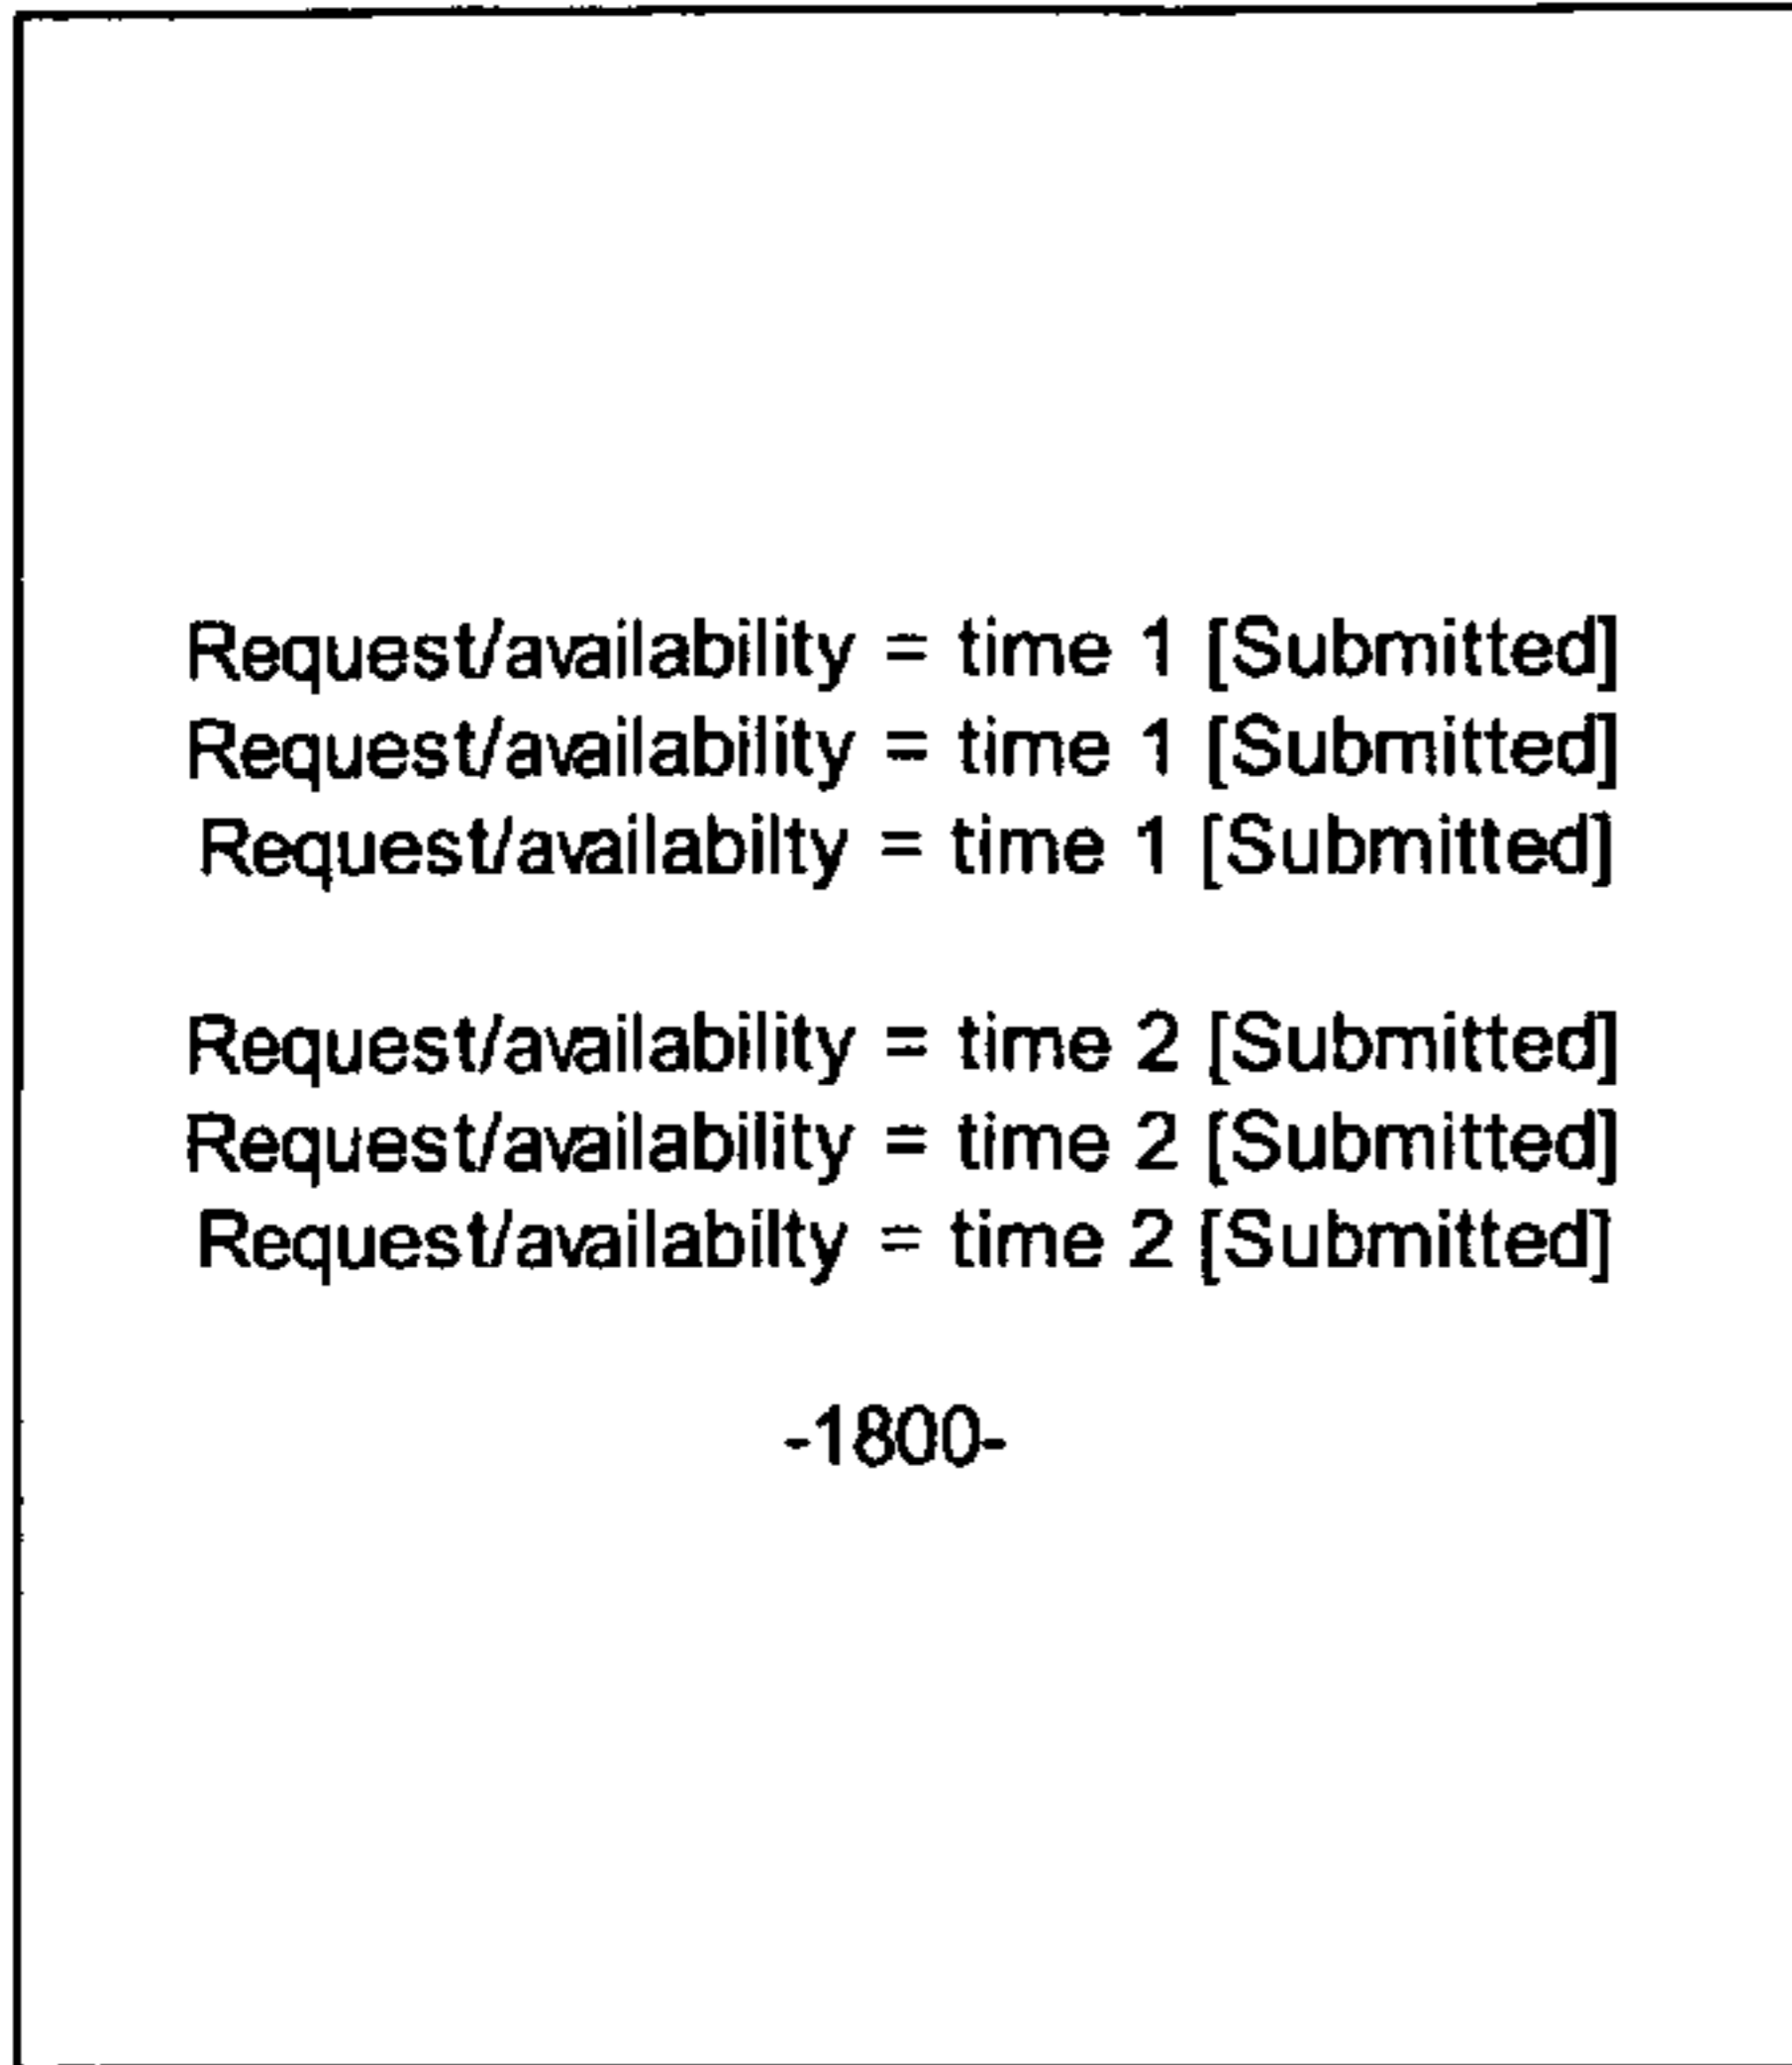 Request/availability = time 1 [Submitted]
Request/availability = time 1 [Submitted]
Request/availabilty = time 1 [Submitted]
Request/availability = time 2 [Submitted]
Request/availability = time 2 [Submitted]
Request/availabilty = time 2 [Submitted]
-1800-